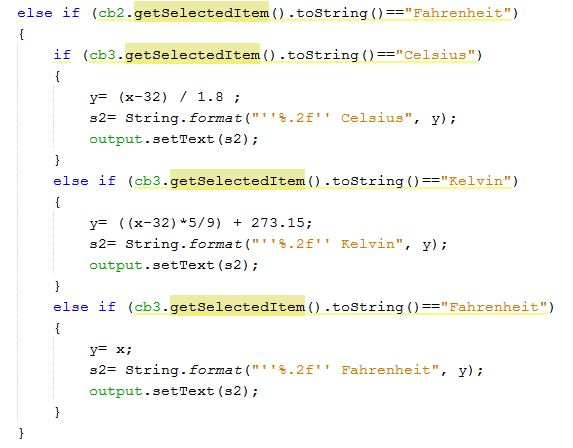 else if (cb2.getSelectedItem().toString()=="Fahrenheit")
{
if (cb3.getSelectedItem().toString()=="Celsius")
{
y= (x-32) / 1.8 ;
s2= String.format("''%.2f'' Celsius", y);
output.setText(s2);
}
else if (cb3.getSelectedItem().toString()=="Kelvin")
{
y= ((x-32)*5/9) + 273.15;
s2= String.format("''%.2f'' Kelvin", y);
output.setText(s2);
}
else if (cb3.getSelectedItem().toString()=="Fahrenheit")
{
y= x;
s2= String.format("''%.2f'' Fahrenheit", y);
output.setText(s2);
}
}